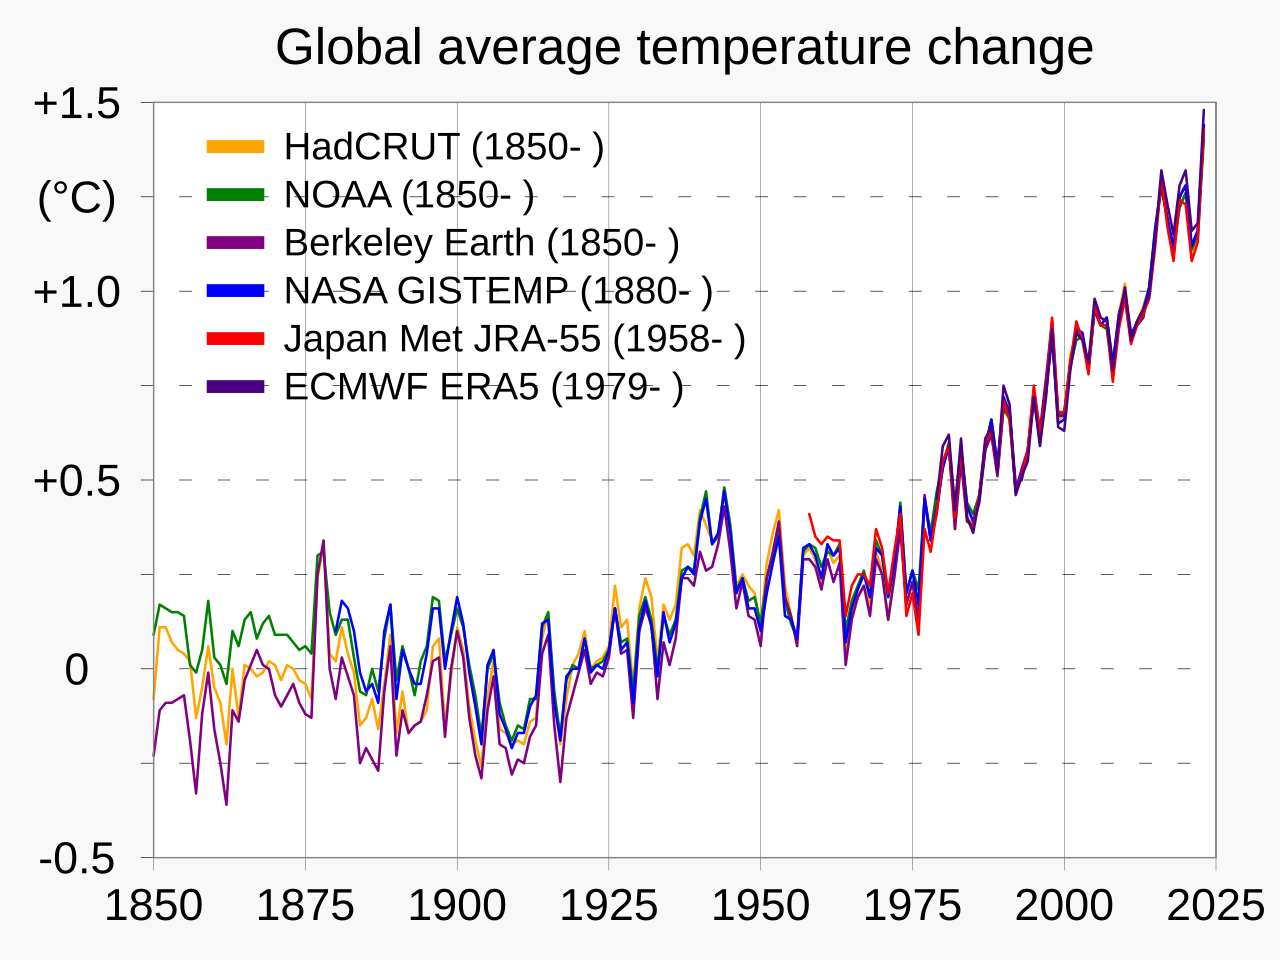 Global average temperature change
+1.5
(°C)
+1.0
+0.5
0
-0.5
HadCRUT (1850- )
NOAA (1850- )
Berkeley Earth (1850- )
NASA GISTEMP (1880- )
Japan Met JRA-55 (1958- )
ECMWF ERA5 (1979- )
1850 1875 1900 1925 1950 1975 2000 2025